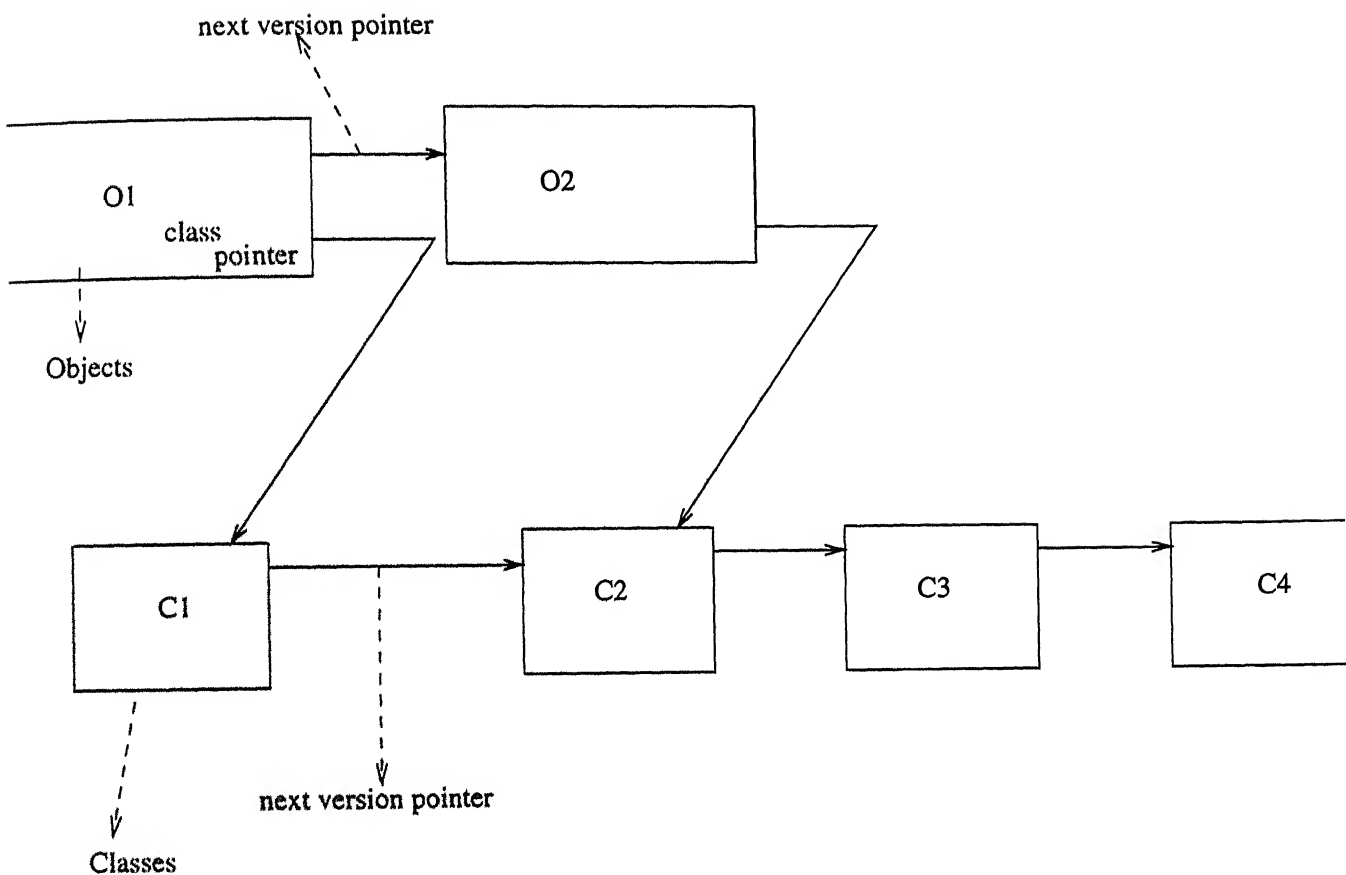 next version pointer
O1
O2
class
pointer
Objects
C1
C2
C3
C4
next version pointer
Classes